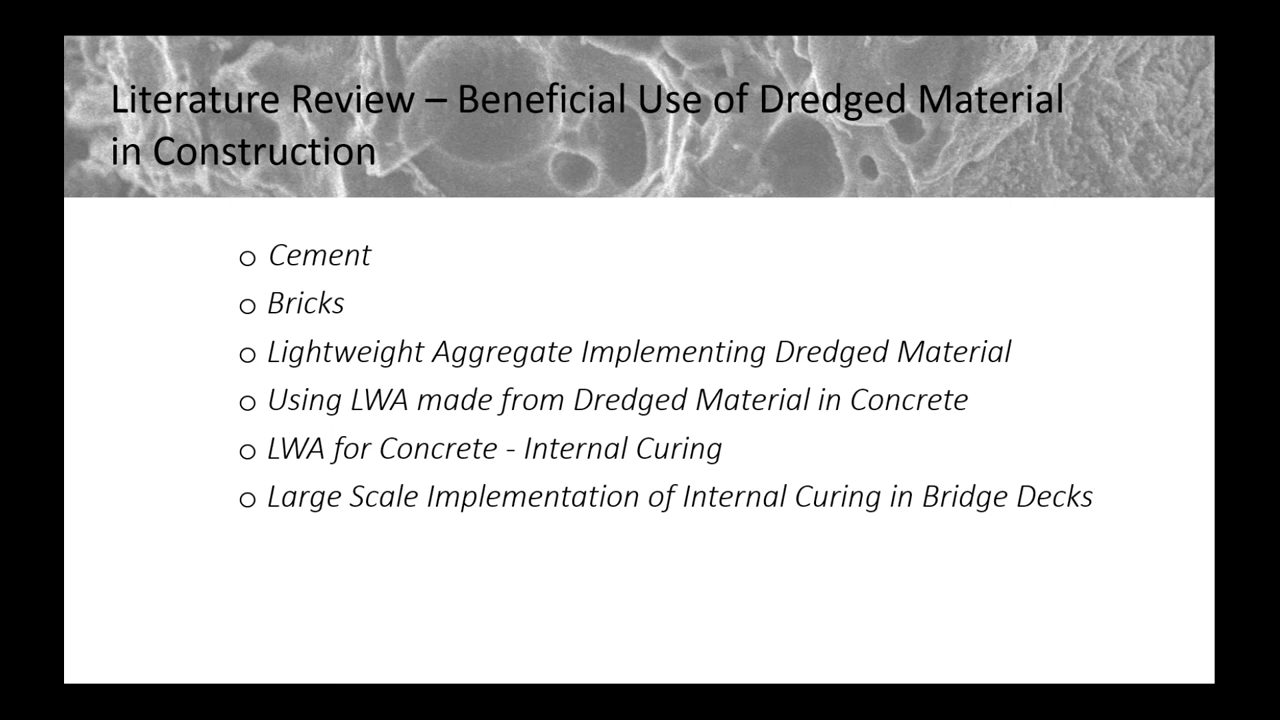 Literature Review – Beneficial Use of Dredged Material
in Construction
o Cement
o Bricks
o Lightweight Aggregate Implementing Dredged Material
o Using LWA made from Dredged Material in Concrete
o LWA for Concrete - Internal Curing
o Large Scale Implementation of Internal Curing in Bridge Decks